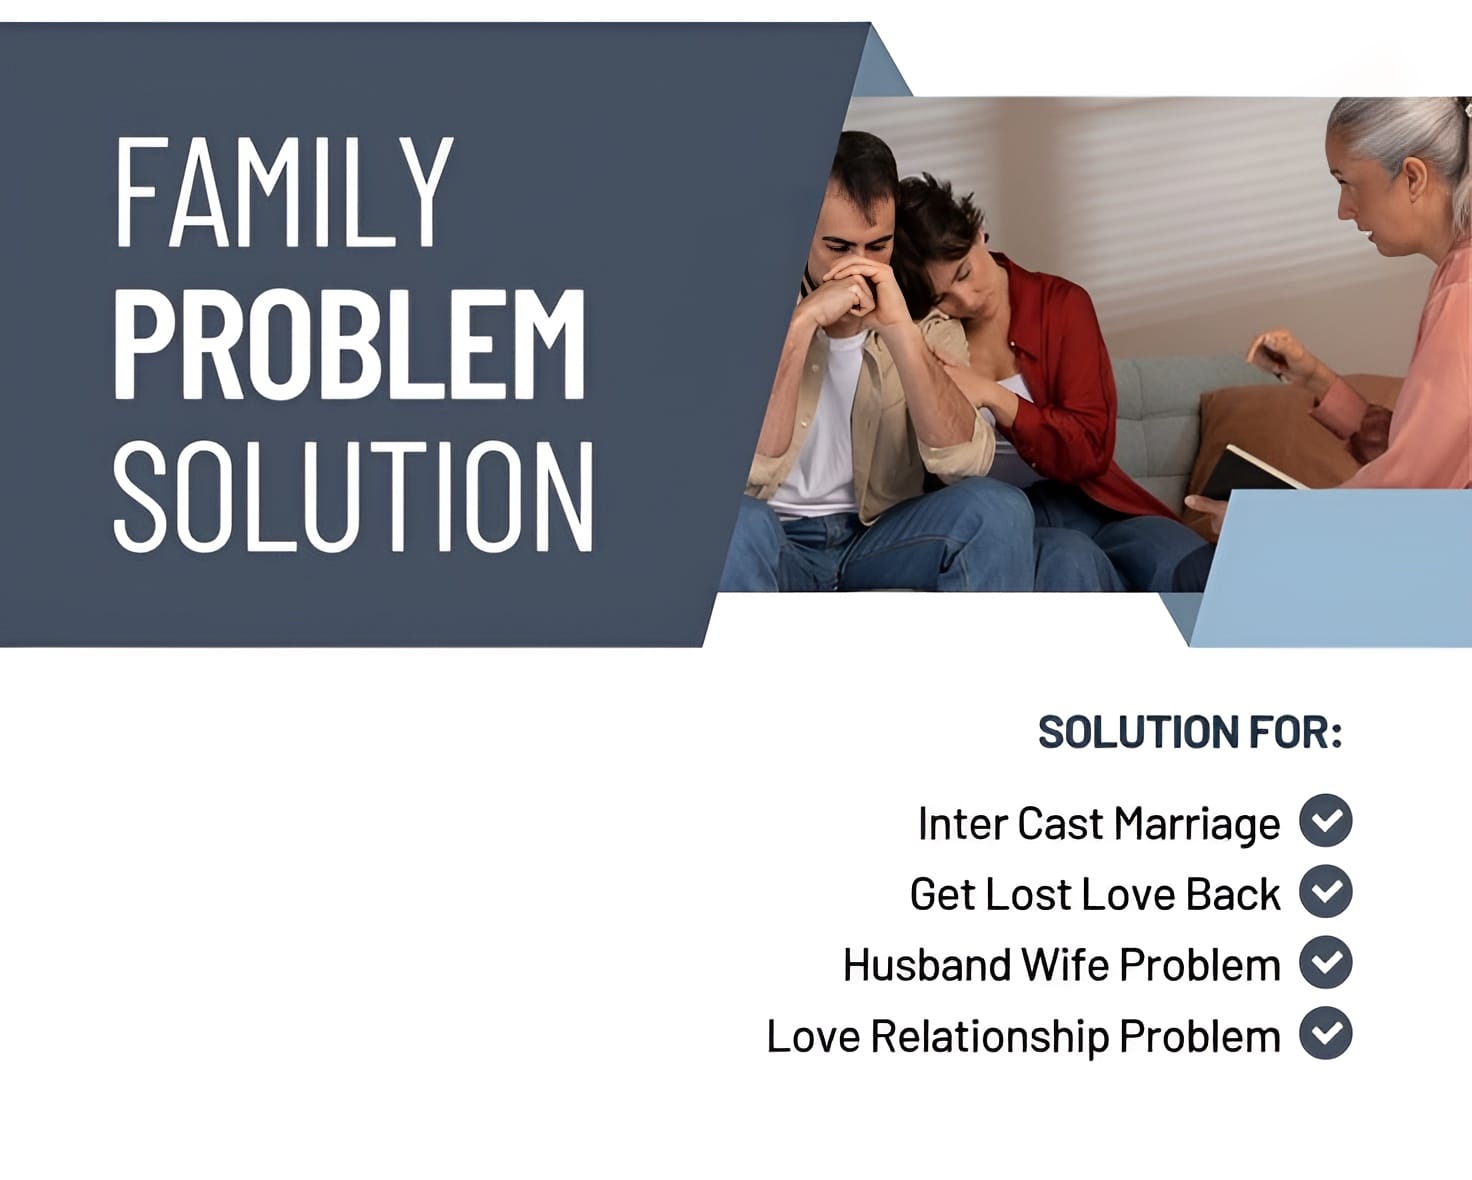 FAMILY
PROBLEM
SOLUTION
SOLUTION FOR:
Inter Cast Marriage
Get Lost Love Back
Husband Wife Problem
Love Relationship Problem